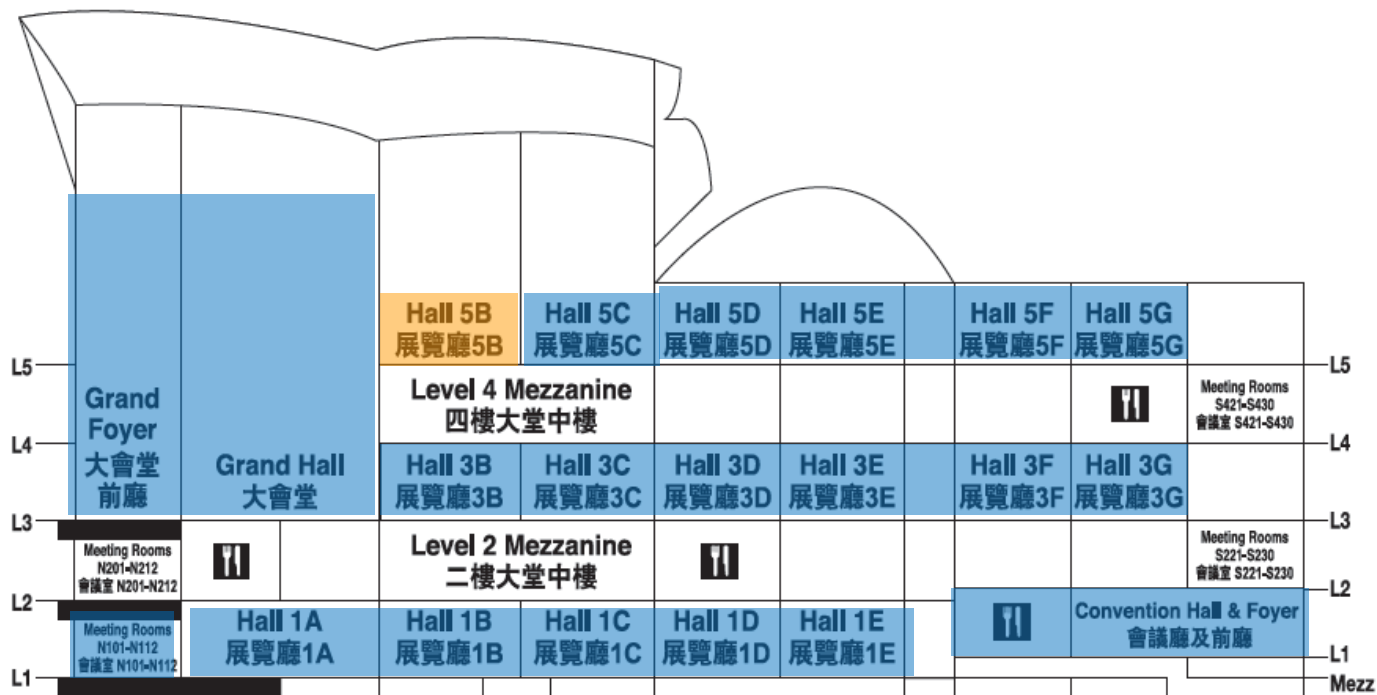 Hall 5B
展覽廳5B
Hall 5C
展覽廳5C
Hall 5D
展覽廳5D
Hall 5E
展覽廳5E
Hall 5F
展覽廳5F
Hall 5G
展覽廳5G
L5
L5
Grand
Foyer
大會堂
前廳
Grand Hall
大會堂
Level 4 Mezzanine
四樓大堂中樓
Meeting Rooms
S421-S430
會議室 S421-S430
L4
L4
Hall 3B
展覽廳3B
Hall 3C
展覽廳3C
Hall 3D
展覽廳3D
Hall 3E
展覽廳3E
Hall 3F
展覽廳3F
Hall 3G
展覽廳3G
L3
L3
Meeting Rooms
N201-N212
會議室 N201-N212
Level 2 Mezzanine
二樓大堂中樓
Meeting Rooms
S221-S230
會議室 S221-S230
L2
L2
Meeting Rooms
N101-N112
會議室 N101-N112
Hall 1A
展覽廳1A
Hall 1B
展覽廳1B
Hall 1C
展覽廳1C
Hall 1D
展覽廳1D
Hall 1E
展覽廳1E
Convention Hall & Foyer
會議廳及前廳
L1
L1
Mezz